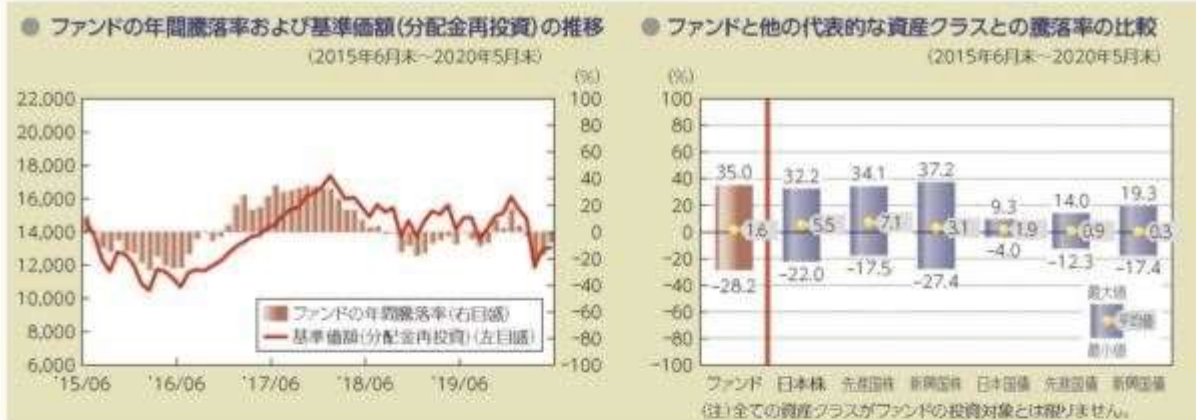 ● ファンドの年間騰落率および基準価額(分配金再投資)の推移
(2015年6月末~2020年5月末)
(%)
22,000
20,000
18,000
16,000
14,000
12,000
10,000
8,000
6,000
100
80
60
40
20
0
-20
-40
-60
-80
-100
ファンドの年間騰落率(右目盛)
基準価額(分配金再投資)(左目盛)
'15/06 '16/06 '17/06 '18/06 '19/06
● ファンドと他の代表的な資産クラスとの騰落率の比較
(2015年6月末~2020年5月末)
(%)
100
80
60
40
20
0
-20
-40
-60
-80
-100
35.0 32.2 34.1 37.2 9.3 14.0 19.3
1.6 5.5 7.1 3.1 1.9 0.9 0.3
-28.2 -22.0 -17.5 -27.4 -4.0 -12.3 -17.4
最大値
平均値
最小値
ファンド 日本株 先進国株 新興国株 日本国債 先進国債 新興国債
(注)全ての資産クラスがファンドの投資対象とは限りません。